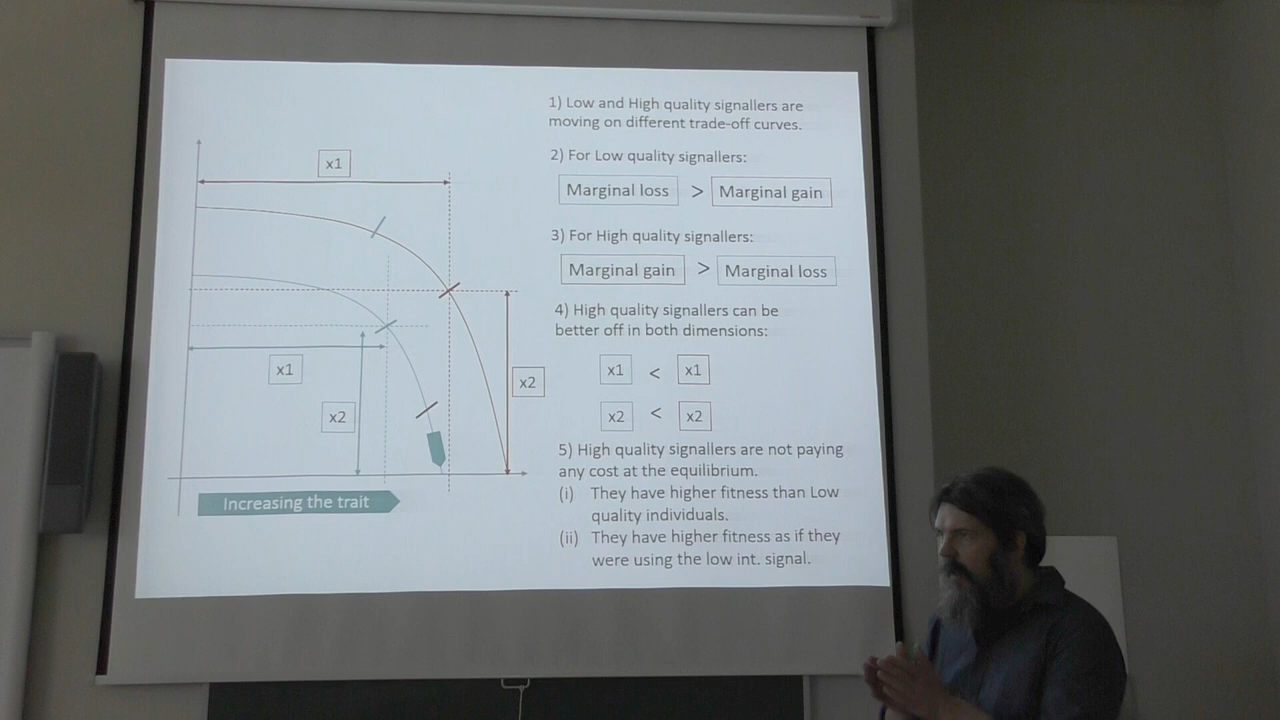 x1
x1
x2
x2
Increasing the trait
1) Low and High quality signallers are
moving on different trade-off curves.
2) For Low quality signallers:
Marginal loss > Marginal gain
3) For High quality signallers:
Marginal gain > Marginal loss
4) High quality signallers can be
better off in both dimensions:
x1 < x1
x2 < x2
5) High quality signallers are not paying
any cost at the equilibrium.
(i) They have higher fitness than Low
quality individuals.
(ii) They have higher fitness as if they
were using the low int. signal.